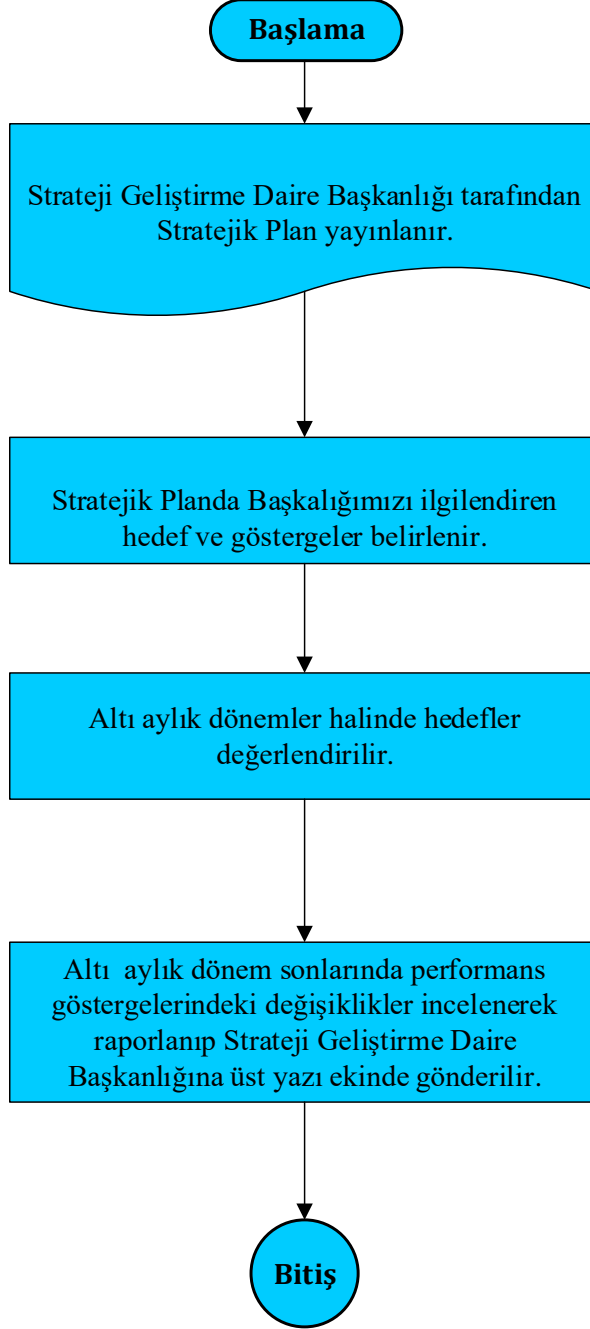 Başlama
Strateji Geliştirme Daire Başkanlığı tarafından
Stratejik Plan yayınlanır.
Stratejik Planda Başkalığımızı ilgilendiren
hedef ve göstergeler belirlenir.
Altı aylık dönemler halinde hedefler
değerlendirilir.
Altı  aylık dönem sonlarında performans
göstergelerindeki değişiklikler incelenerek
raporlanıp Strateji Geliştirme Daire
Başkanlığına üst yazı ekinde gönderilir.
Bitiş